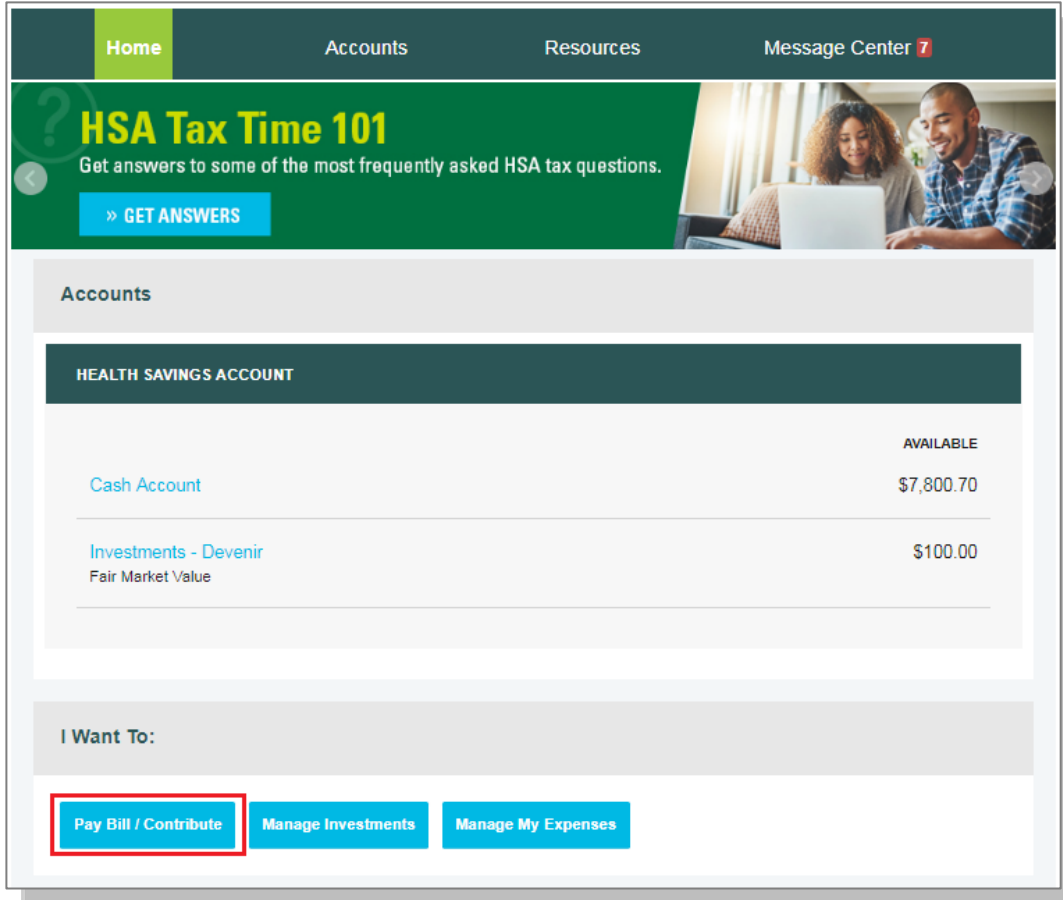 Home Accounts Resources Message Center 7
?
HSA Tax Time 101
Get answers to some of the most frequently asked HSA tax questions.
» GET ANSWERS
Accounts
HEALTH SAVINGS ACCOUNT
AVAILABLE
Cash Account $7,800.70
Investments - Devenir $100.00
Fair Market Value
I Want To:
Pay Bill / Contribute Manage Investments Manage My Expenses